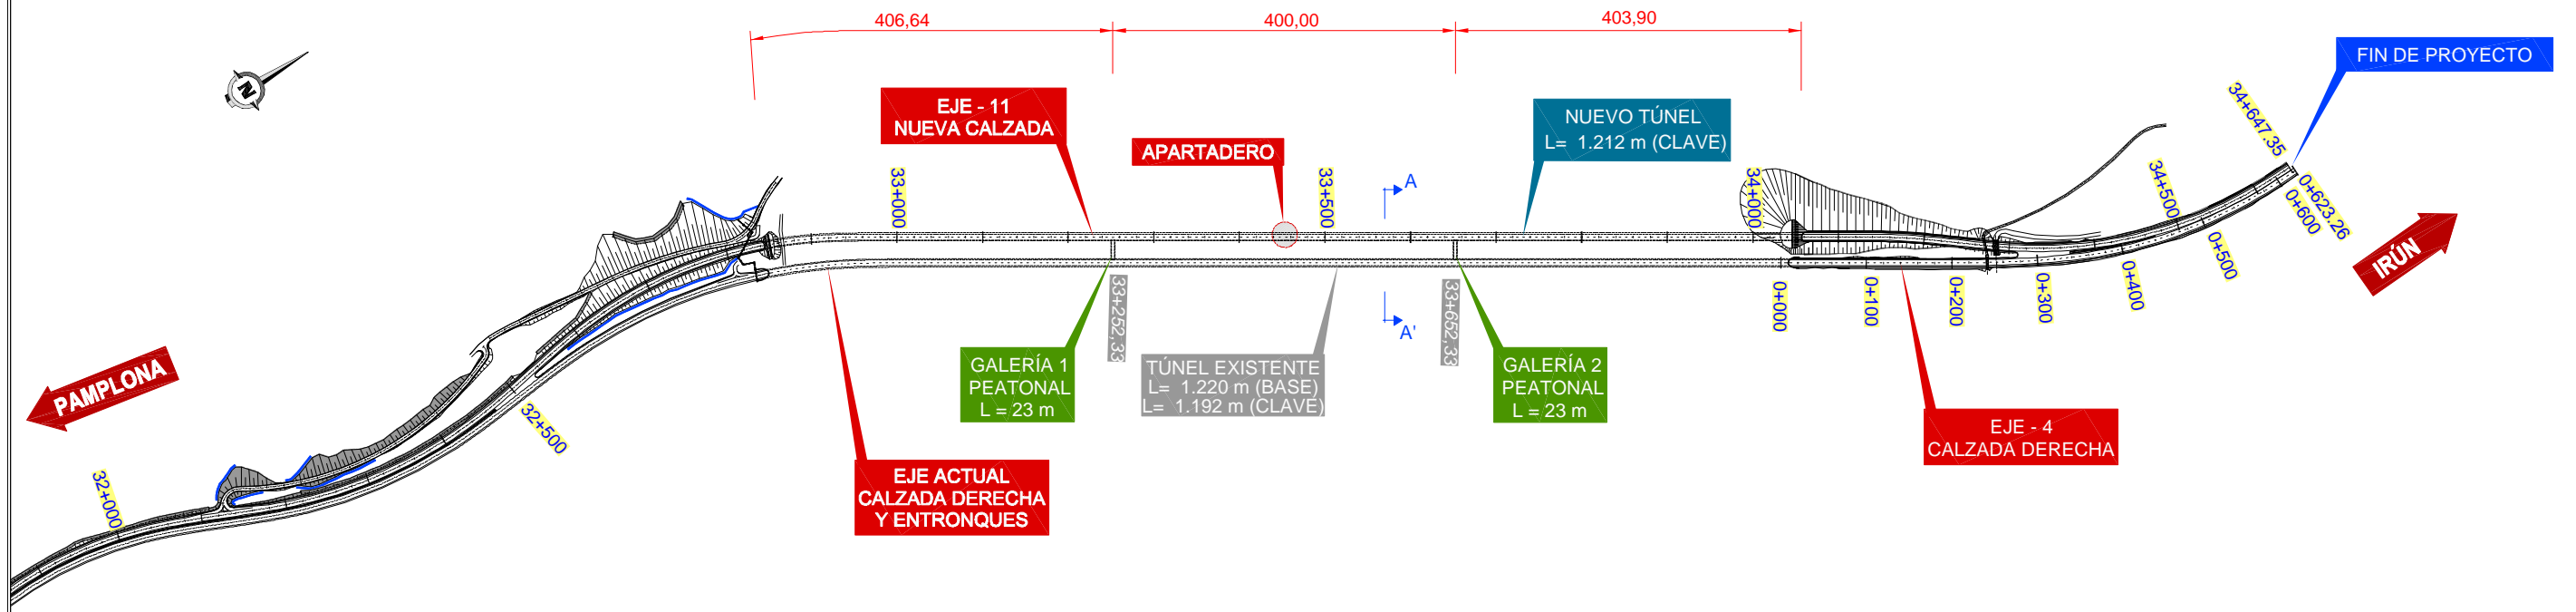 406,64
400,00
403,90
FIN DE PROYECTO
N
EJE - 11
NUEVA CALZADA
APARTADERO
NUEVO TÚNEL
L= 1.212 m (CLAVE)
33+000
33+500
A
34+000
34+500
34+647.35
0+623.26
0+600
0+500
0+400
0+300
0+200
0+100
0+000
IRÚN
33+252,33
33+652,33
A'
GALERÍA 1
PEATONAL
L = 23 m
TÚNEL EXISTENTE
L= 1.220 m (BASE)
L= 1.192 m (CLAVE)
GALERÍA 2
PEATONAL
L = 23 m
PAMPLONA
32+500
32+000
EJE ACTUAL
CALZADA DERECHA
Y ENTRONQUES
EJE - 4
CALZADA DERECHA